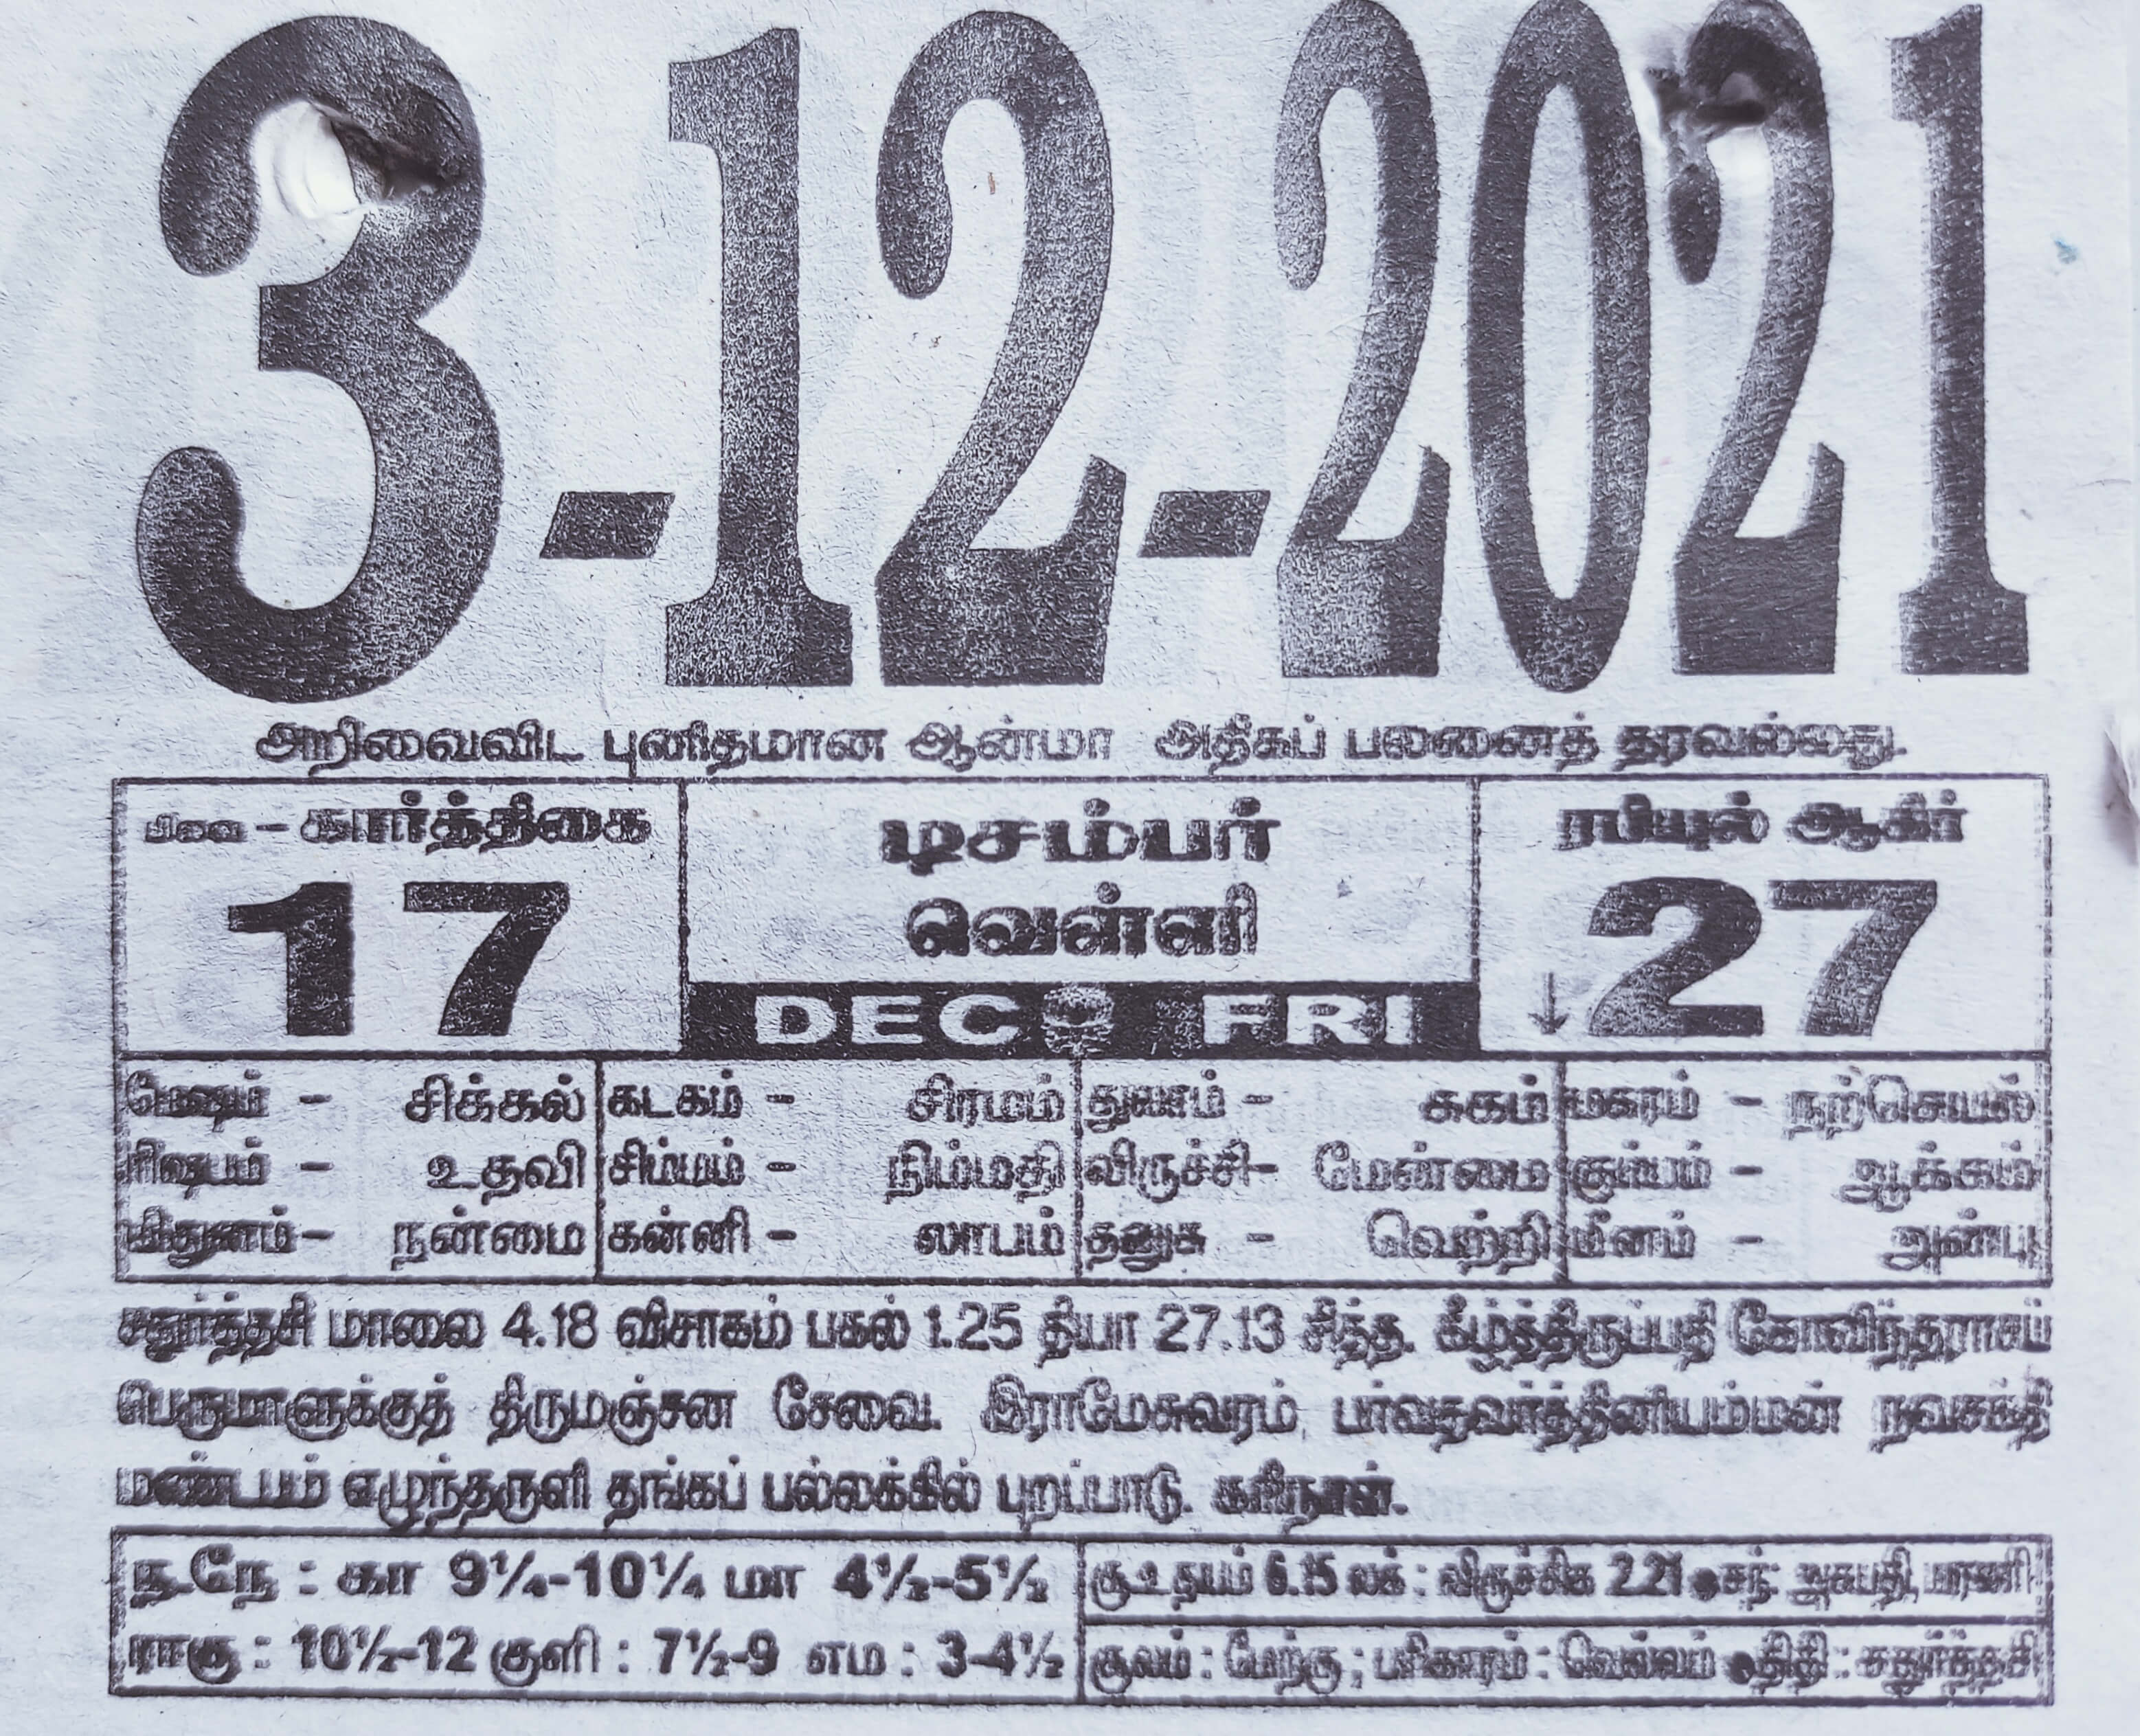 3-12-2021
அறிவைவிட புனிதமான ஆன்மா அதிகப் பலனைத் தரவல்லது.
பிலவ – கார்த்திகை
17
டிசம்பர்
வெள்ளி
DEC FRI
ரபியுல் ஆகிர்
↓27
மேஷம் – சிக்கல் கடகம் – சிரமம் துலாம் – சுகம் மகரம் – நற்செயல்
ரிஷபம் – உதவி சிம்மம் – நிம்மதி விருச்சி– மேன்மை கும்பம் – ஆக்கம்
மிதுனம்– நன்மை கன்னி – லாபம் தனுசு – வெற்றி மீனம் – அன்பு
சதுர்த்தசி மாலை 4.18 விசாகம் பகல் 1.25 தியா 27.13 சித்த. கீழ்த்திருப்பதி கோவிந்தராசப்
பெருமாளுக்குத் திருமஞ்சன சேவை. இராமேசுவரம் பர்வதவர்த்தினியம்மன் நவசக்தி
மண்டபம் எழுந்தருளி தங்கப் பல்லக்கில் புறப்பாடு. கரிநாள்.
ந.நே : கா 9¼-10¼ மா 4½-5½
ராகு : 10½-12 குளி : 7½-9 எம : 3-4½
சூ.உதயம் 6.15 லக் : விருச்சிக 2.21 ●சந்: அசுபதி, பரணி
சூலம் : மேற்கு ; பரிகாரம் : வெல்லம் ●திதி : சதுர்த்தசி